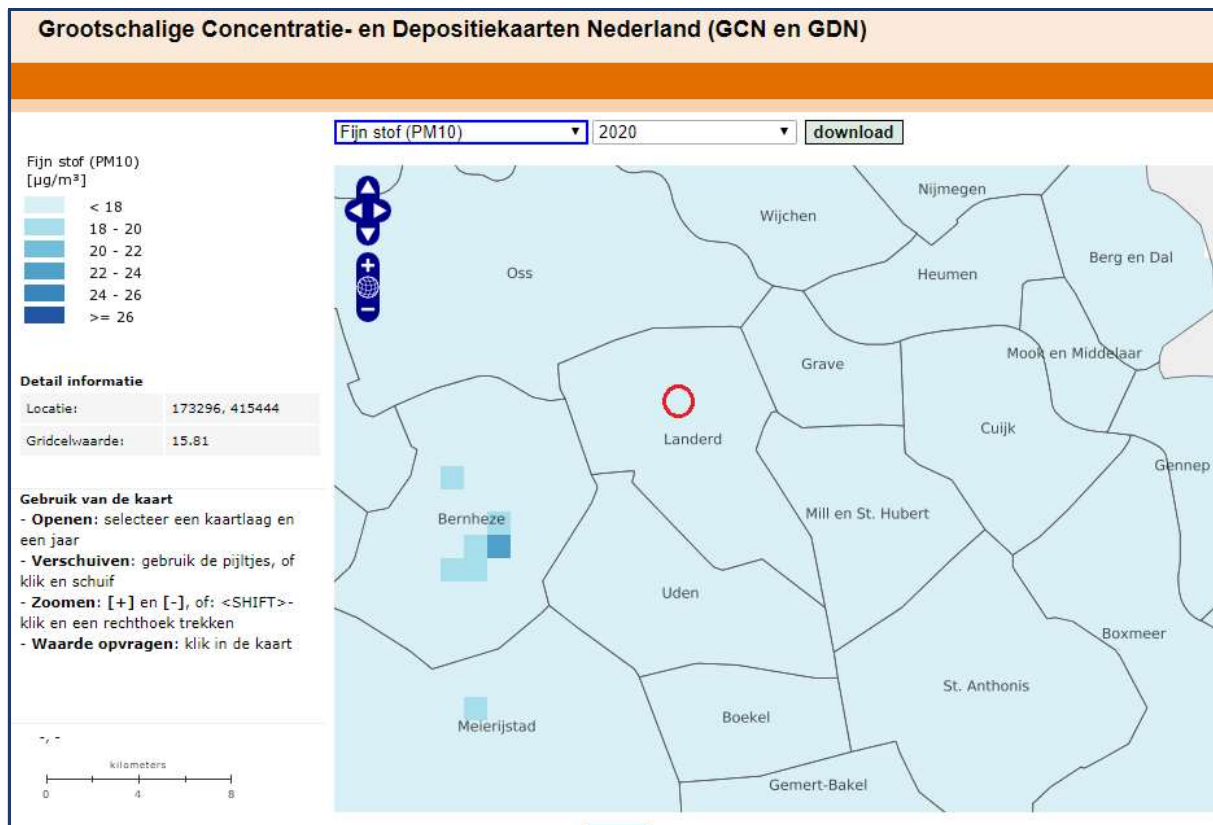 Grootschalige Concentratie- en Depositiekaarten Nederland (GCN en GDN)
Fijn stof (PM10)
2020
download
Fijn stof (PM10)
[µg/m³]
< 18
18 - 20
20 - 22
22 - 24
24 - 26
>= 26
Detail informatie
Locatie: 173296, 415444
Gridcelwaarde: 15.81
Gebruik van de kaart
- Openen: selecteer een kaartlaag en
een jaar
- Verschuiven: gebruik de pijltjes, of
klik en schuif
- Zoomen: [+] en [-], of: <SHIFT>-
klik en een rechthoek trekken
- Waarde opvragen: klik in de kaart
-, -
kilometers
0 4 8
Nijmegen
Wijchen
Berg en Dal
Oss
Heumen
Mook en Middelaar
Grave
Landerd
Cuijk
Gennep
Bernheze
Mill en St. Hubert
Uden
Boxmeer
St. Anthonis
Boekel
Meierijstad
Gemert-Bakel